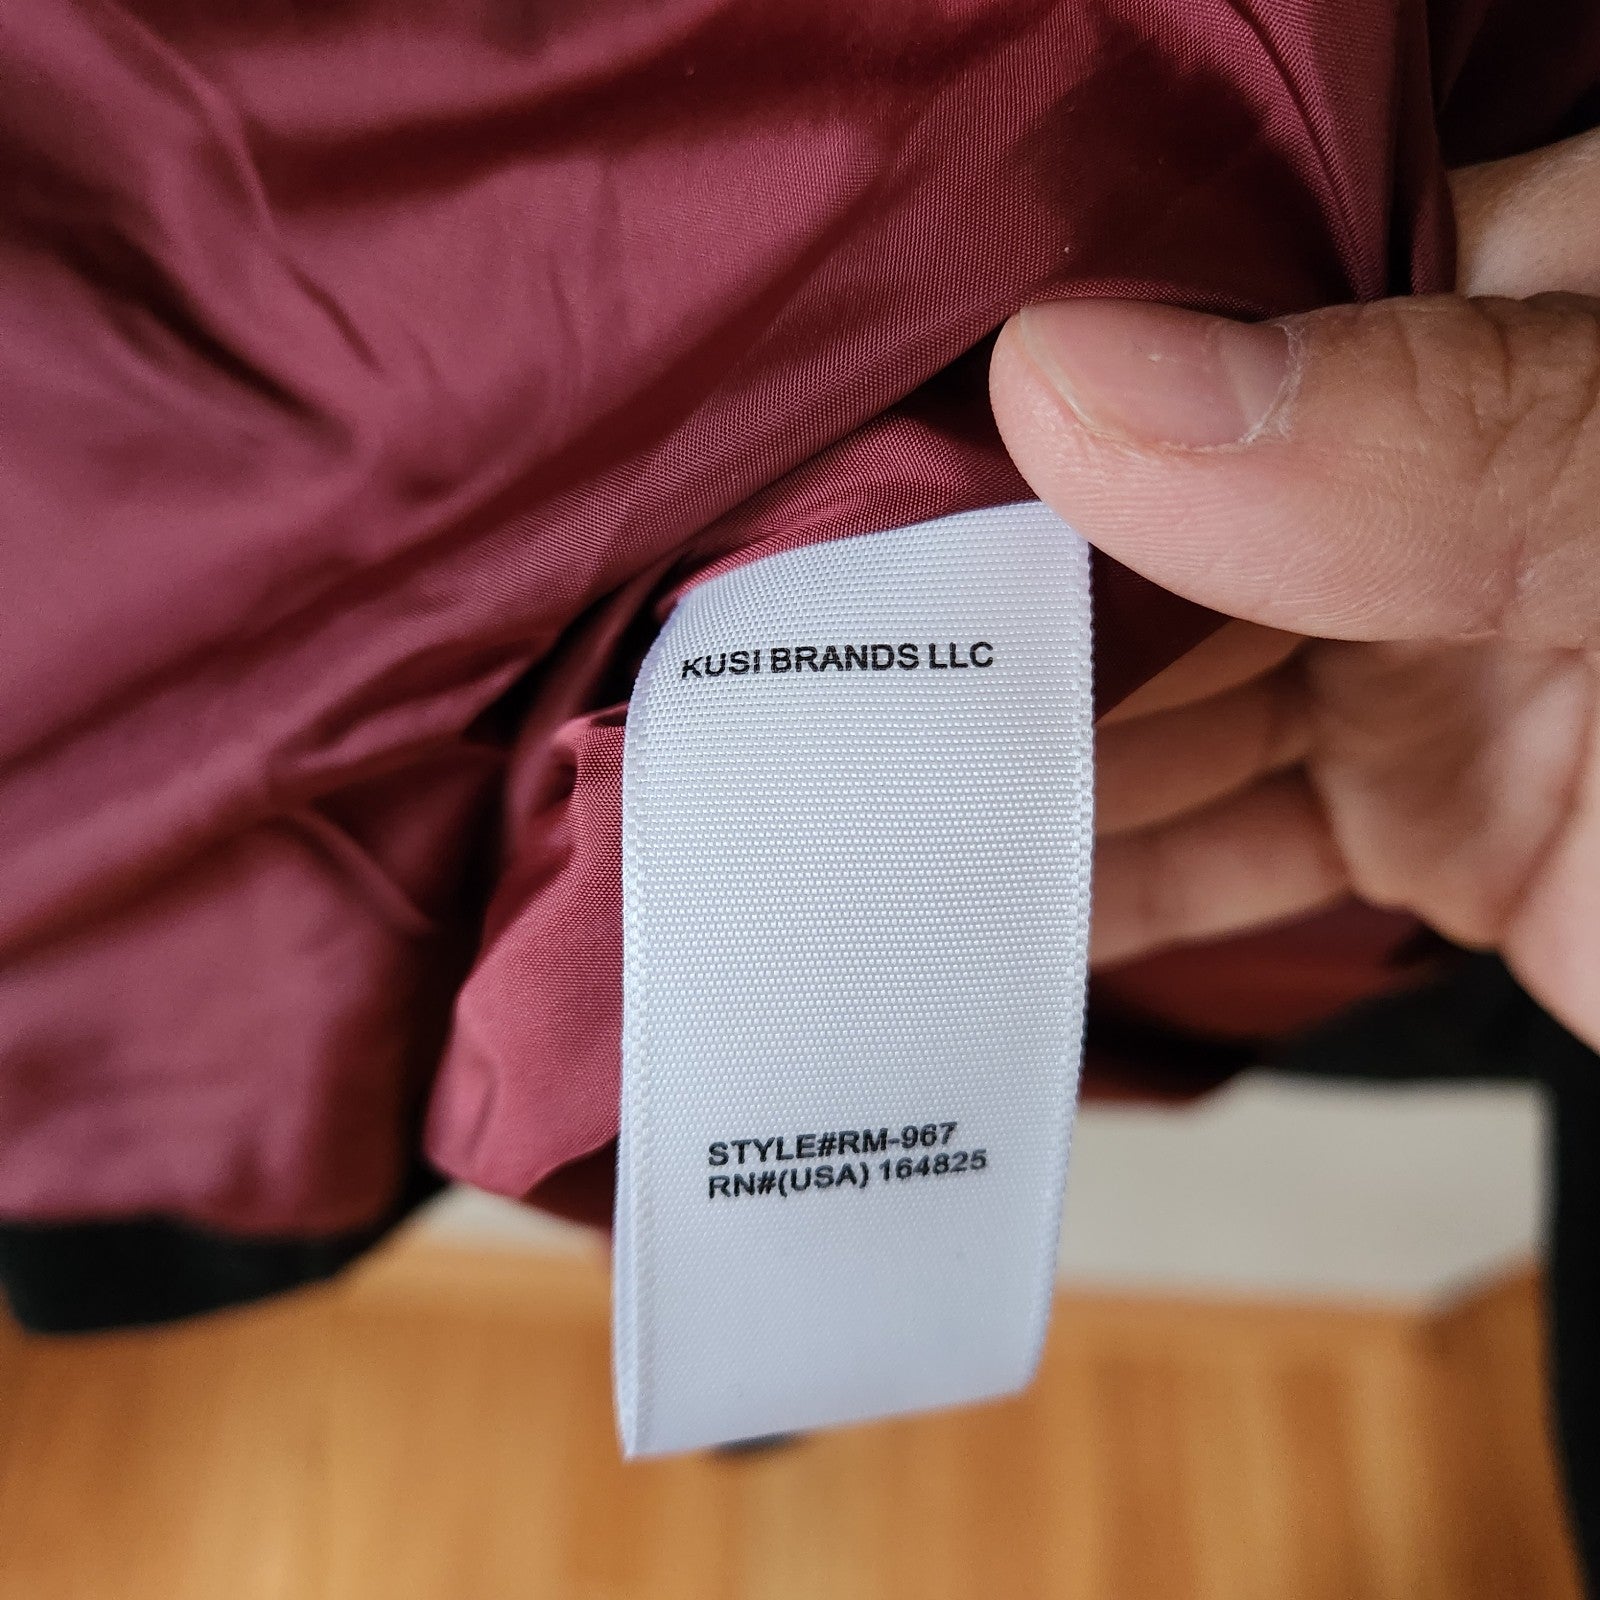 KUSI BRANDS LLC
STYLE#RM-967
RN#(USA) 164825